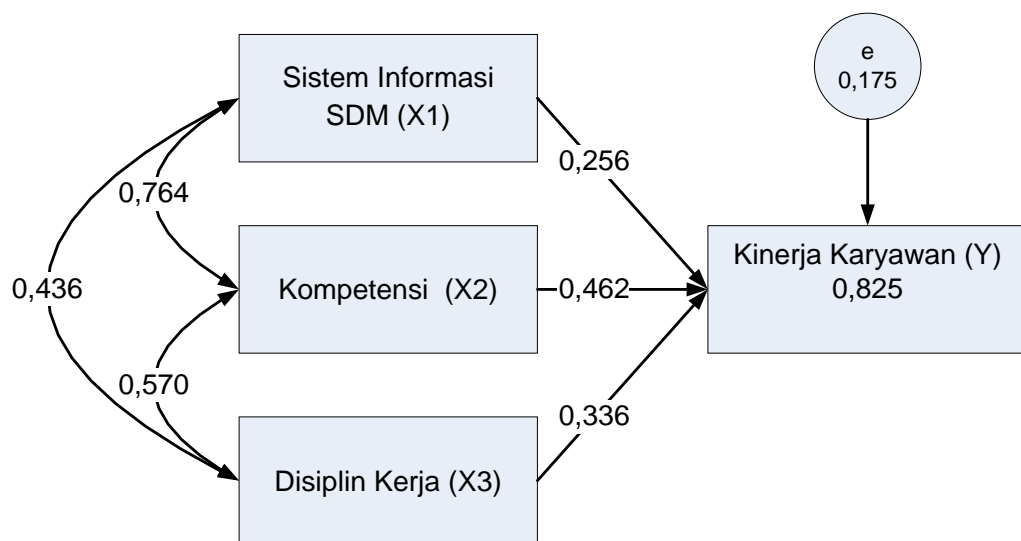 Sistem Informasi
SDM (X1)
e
0,175
0,256
0,764
Kompetensi (X2)
0,462
Kinerja Karyawan (Y)
0,825
0,436
0,570
0,336
Disiplin Kerja (X3)